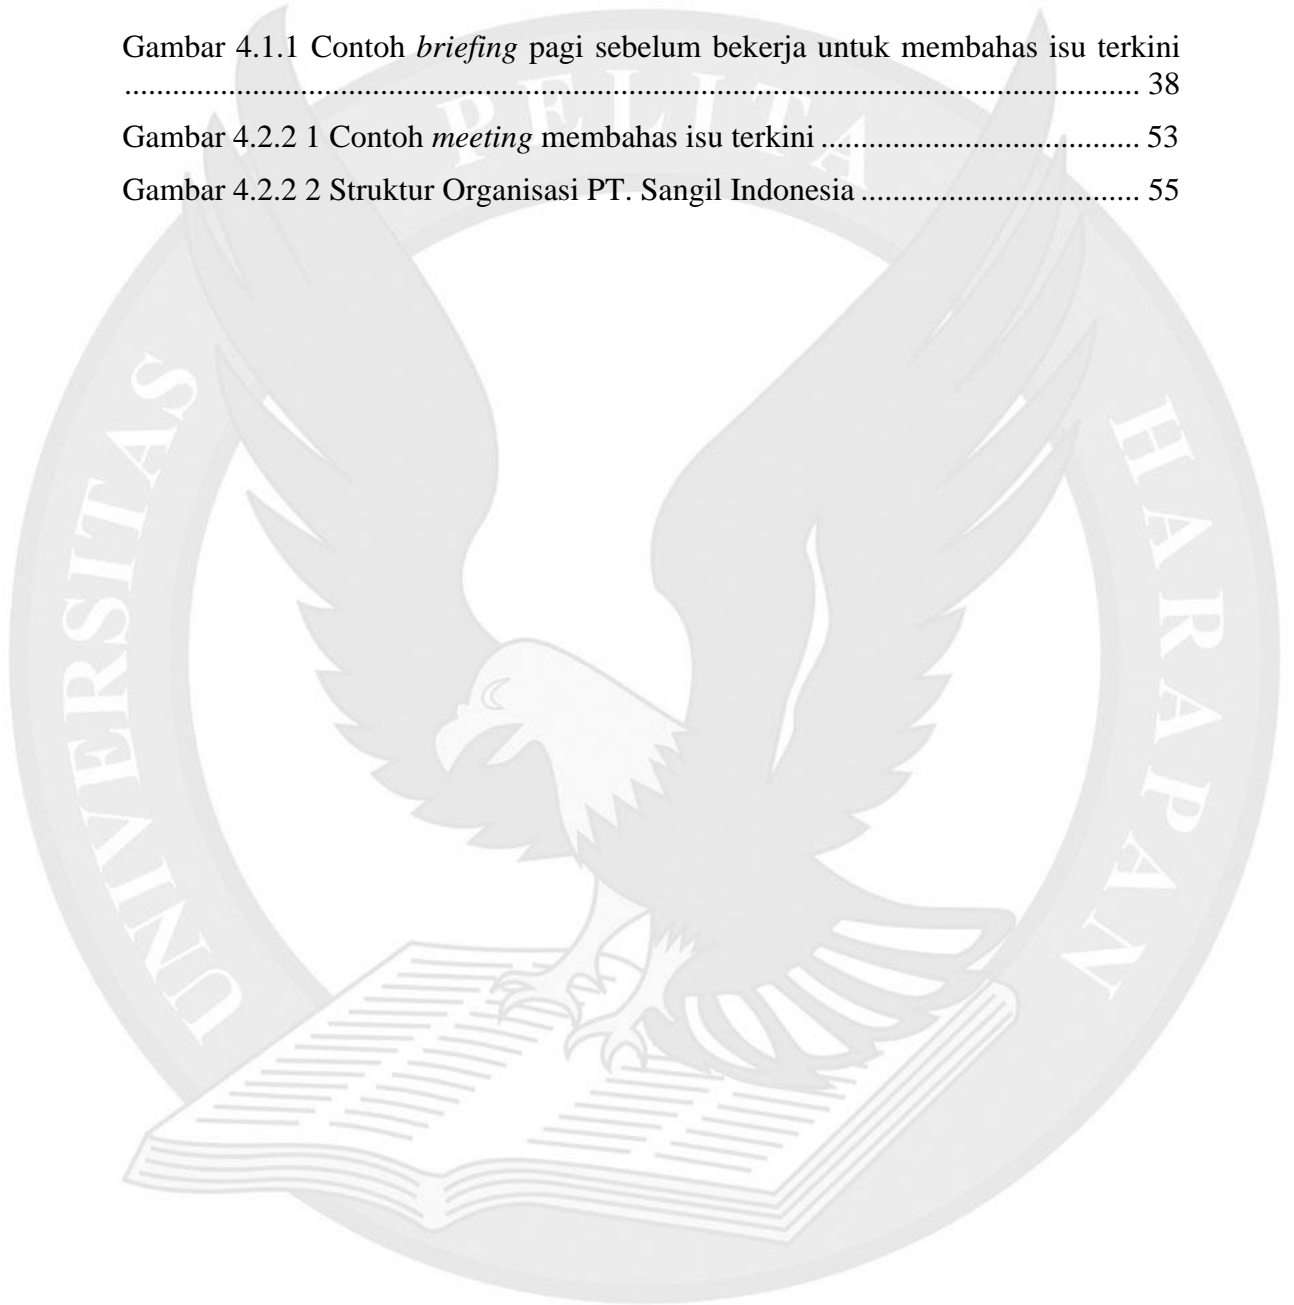 Gambar 4.1.1 Contoh briefing pagi sebelum bekerja untuk membahas isu terkini
.............................................................................................................................. 38
Gambar 4.2.2 1 Contoh meeting membahas isu terkini ........................................ 53
Gambar 4.2.2 2 Struktur Organisasi PT. Sangil Indonesia ................................... 55
UNIVERSITAS PELITA HARAPAN